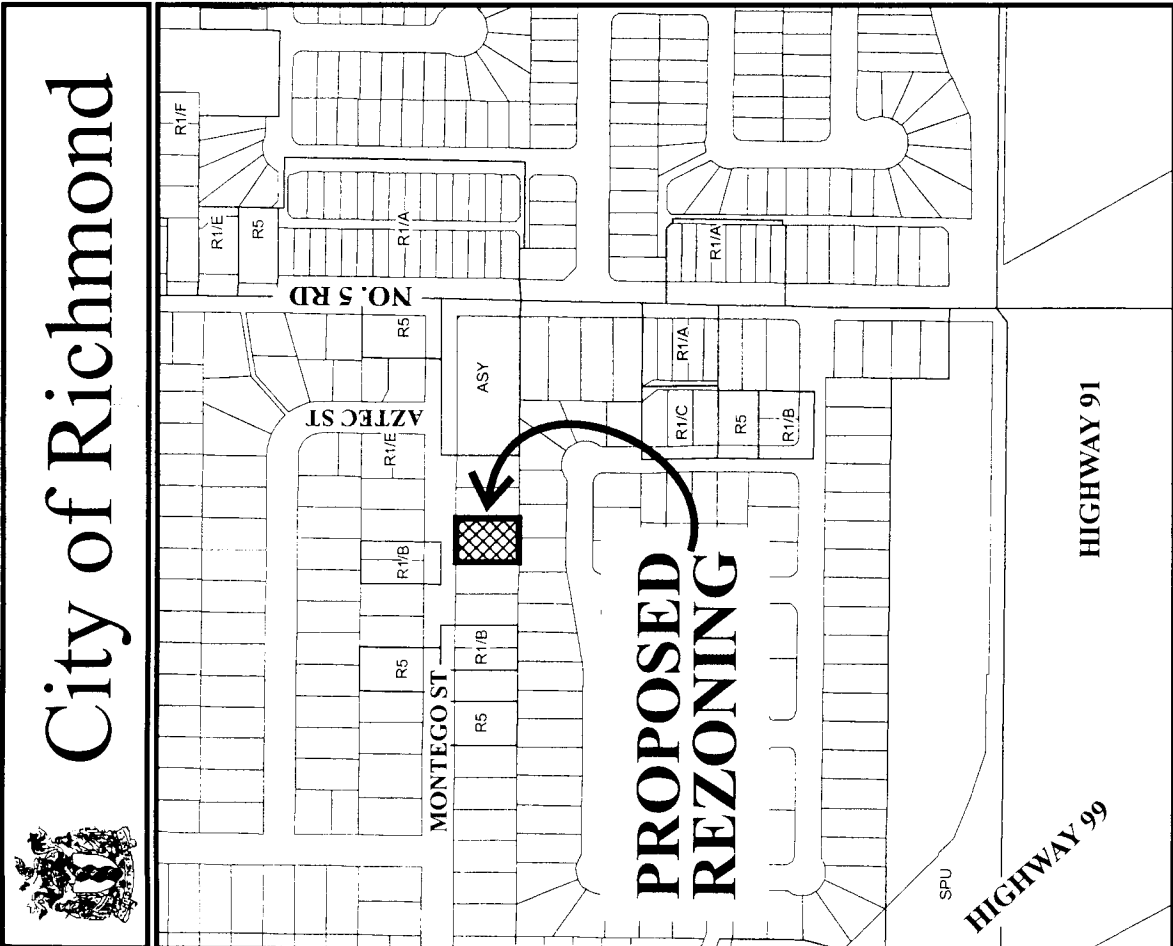 City of Richmond
R1/F
R1/E
R5
R1/A
R1/A
NO. 5 RD
R5
ASY
R1/A
AZTEC ST
R1/E
R1/C
R5
R1/B
R1/B
R1/B
R5
R5
MONTEGO ST
PROPOSED
REZONING
HIGHWAY 91
SPU
HIGHWAY 99